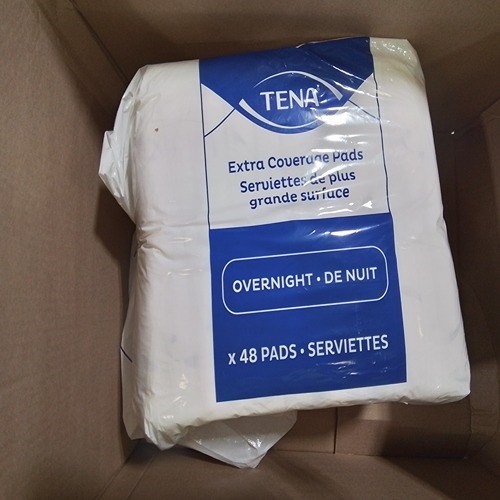 TENA
Extra Coverage Pads
Serviettes de plus
grande surface
OVERNIGHT • DE NUIT
x 48 PADS • SERVIETTES